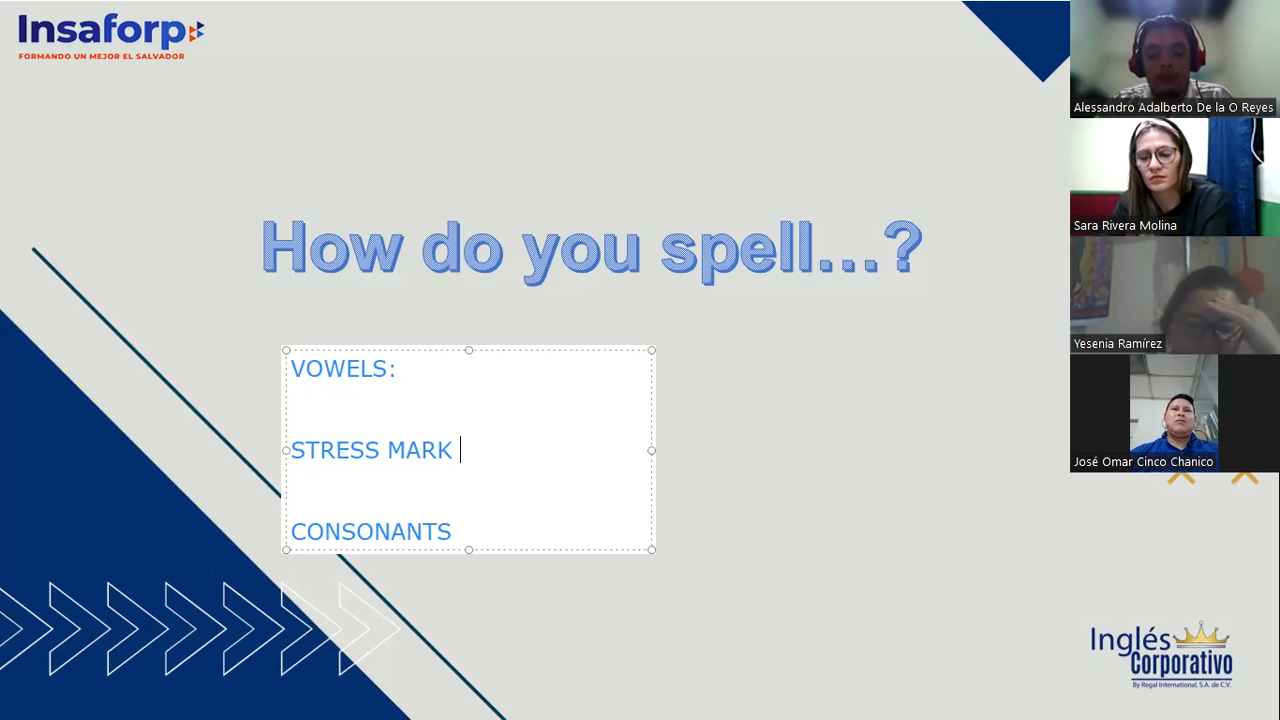 Insaforp
FORMANDO UN MEJOR EL SALVADOR
How do you spell...?
VOWELS:
STRESS MARK
CONSONANTS
Alessandro Adalberto De la O Reyes
Sara Rivera Molina
Yesenia Ramírez
José Omar Cinco Chanico
Inglés
Corporativo
By Regal International, S.A. de C.V.